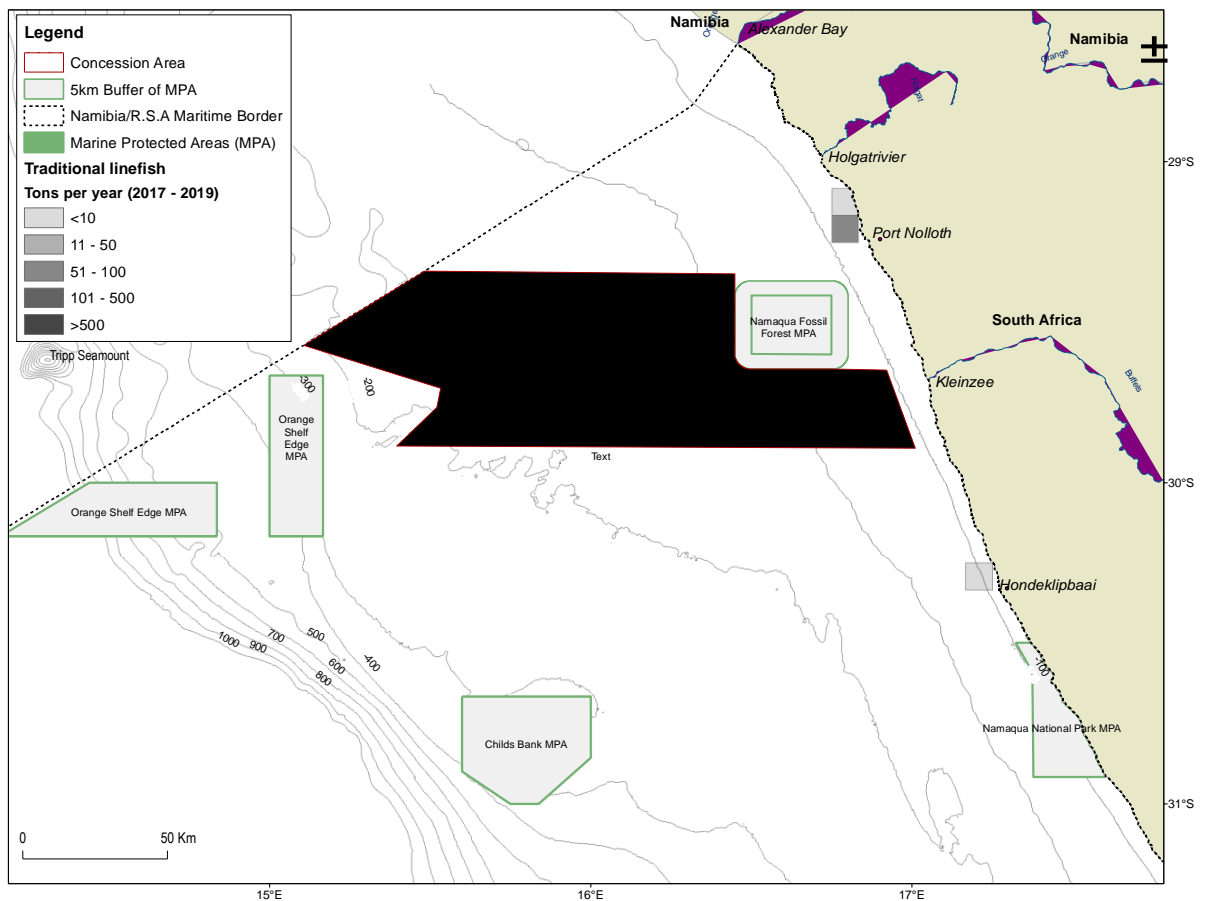 Legend
Concession Area
5km Buffer of MPA
Namibia/R.S.A Maritime Border
Marine Protected Areas (MPA)
Traditional linefish
Tons per year (2017 - 2019)
<10
11 - 50
51 - 100
101 - 500
>500
Namibia
Alexander Bay
Namibia
Orange
Holgat
Holgatrivier
Port Nolloth
South Africa
Namaqua Fossil
Forest MPA
Kleinzee
Buffels
Tripp Seamount
-300
-200
Orange
Shelf
Edge
MPA
Text
Orange Shelf Edge MPA
Hondeklipbaai
1000
900
700
500
600
800
-400
-100
Namaqua National Park MPA
Childs Bank MPA
0
50 Km
29°S
30°S
31°S
15°E
16°E
17°E